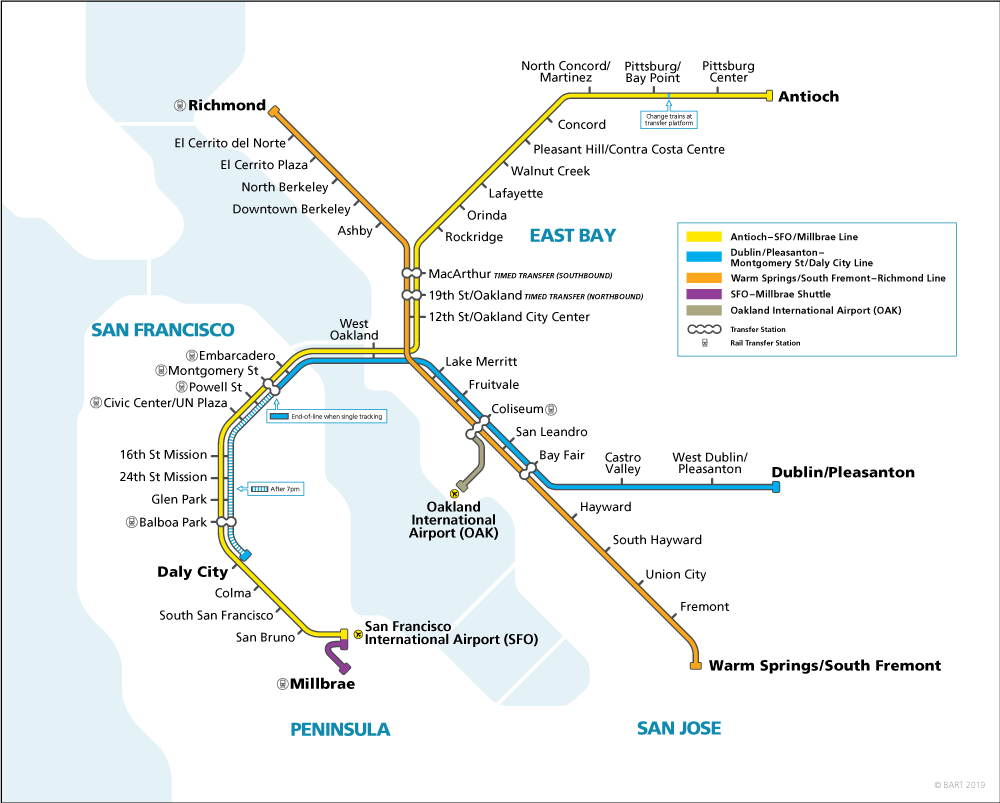 North Concord/
Martinez
Pittsburg/
Bay Point
Pittsburg
Center
Antioch
Change trains at
transfer platform
Richmond
El Cerrito del Norte
El Cerrito Plaza
North Berkeley
Downtown Berkeley
Ashby
Concord
Pleasant Hill/Contra Costa Centre
Walnut Creek
Lafayette
Orinda
Rockridge
EAST BAY
MacArthur TIMED TRANSFER (SOUTHBOUND)
19th St/Oakland TIMED TRANSFER (NORTHBOUND)
12th St/Oakland City Center
Antioch–SFO/Millbrae Line
Dublin/Pleasanton–
Montgomery St/Daly City Line
Warm Springs/South Fremont–Richmond Line
SFO–Millbrae Shuttle
Oakland International Airport (OAK)
Transfer Station
Rail Transfer Station
SAN FRANCISCO
West
Oakland
Embarcadero
Montgomery St
Powell St
Civic Center/UN Plaza
End-of-line when single tracking
16th St Mission
24th St Mission
Glen Park
Balboa Park
After 7pm
Daly City
Colma
South San Francisco
San Bruno
San Francisco
International Airport (SFO)
Millbrae
PENINSULA
Lake Merritt
Fruitvale
Coliseum
San Leandro
Bay Fair
Oakland
International
Airport (OAK)
Castro
Valley
West Dublin/
Pleasanton
Dublin/Pleasanton
Hayward
South Hayward
Union City
Fremont
Warm Springs/South Fremont
SAN JOSE
© BART 2019